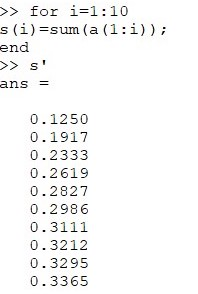 >> for i=1:10
s(i)=sum(a(1:i));
end
>> s'
ans =
0.1250
0.1917
0.2333
0.2619
0.2827
0.2986
0.3111
0.3212
0.3295
0.3365